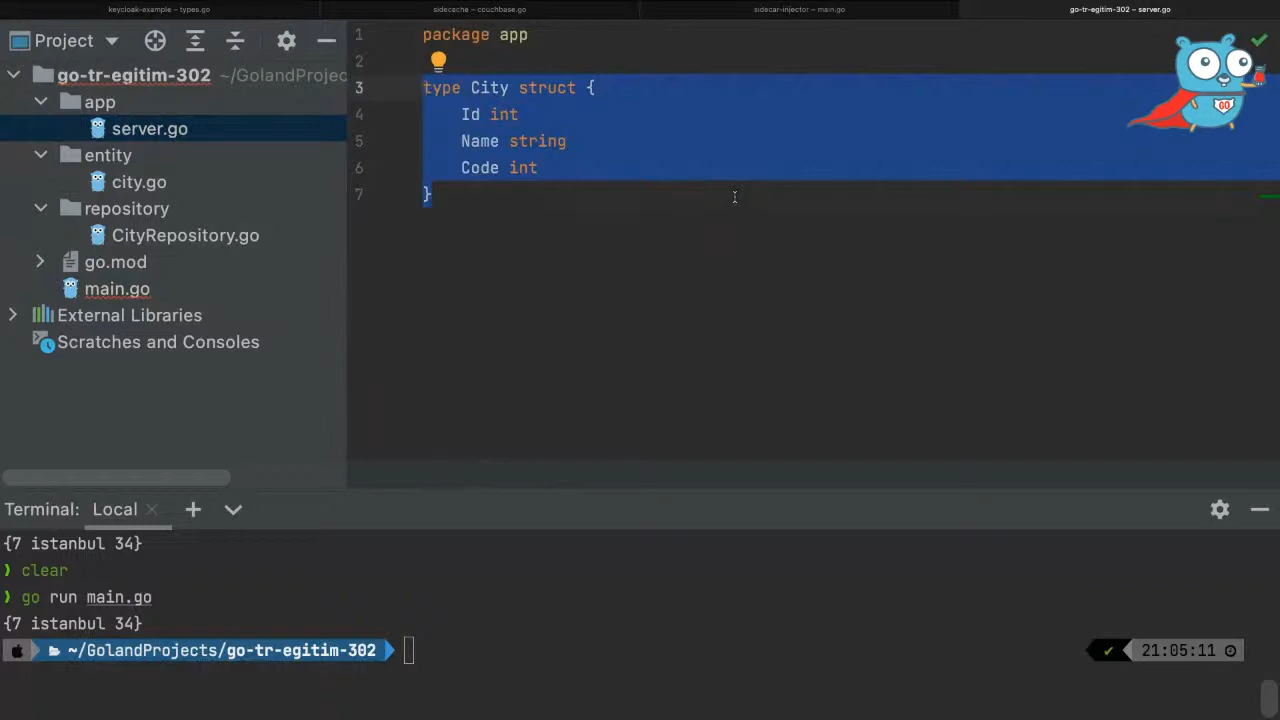 keycloak-example – types.go
sidecache – couchbase.go
sidecar-injector – main.go
go-tr-egitim-302 – server.go
Project
go-tr-egitim-302 ~/GolandProjec
app
server.go
entity
city.go
repository
CityRepository.go
go.mod
main.go
External Libraries
Scratches and Consoles
1 package app
2
3 type City struct {
4 Id int
5 Name string
6 Code int
7 }
GO
Terminal: Local
{7 istanbul 34}
❯ clear
❯ go run main.go
{7 istanbul 34}
~/GolandProjects/go-tr-egitim-302
✔ 21:05:11